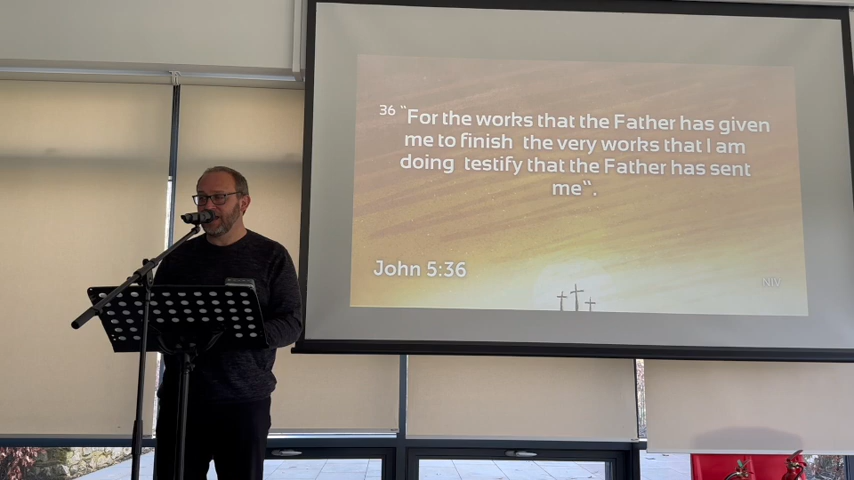 36 “For the works that the Father has given
me to finish the very works that I am
doing testify that the Father has sent
me“.
John 5:36
NIV